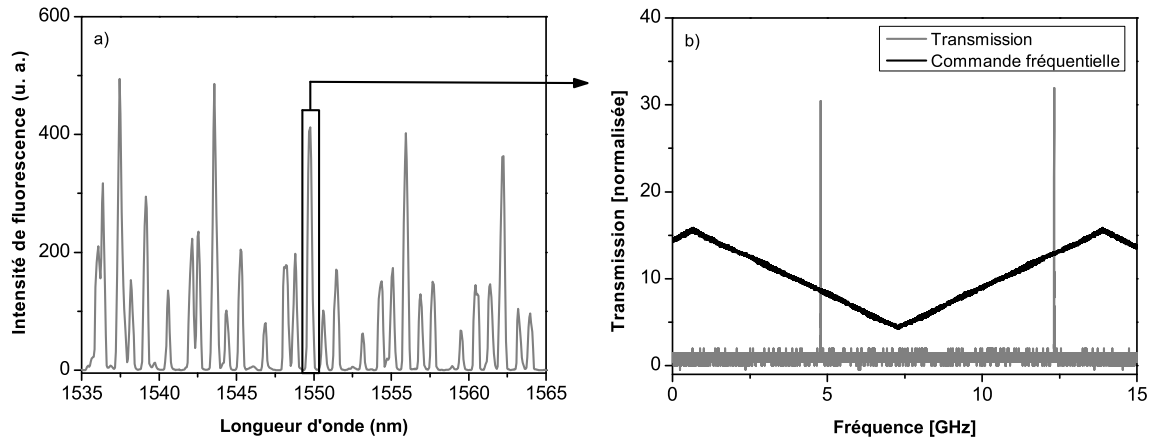 a)
600
400
200
0
Intensité de fluorescence (u. a.)
1535 1540 1545 1550 1555 1560 1565
Longueur d'onde (nm)
b)
Transmission
Commande fréquentielle
40
30
20
10
0
Transmission [normalisée]
0 5 10 15
Fréquence [GHz]